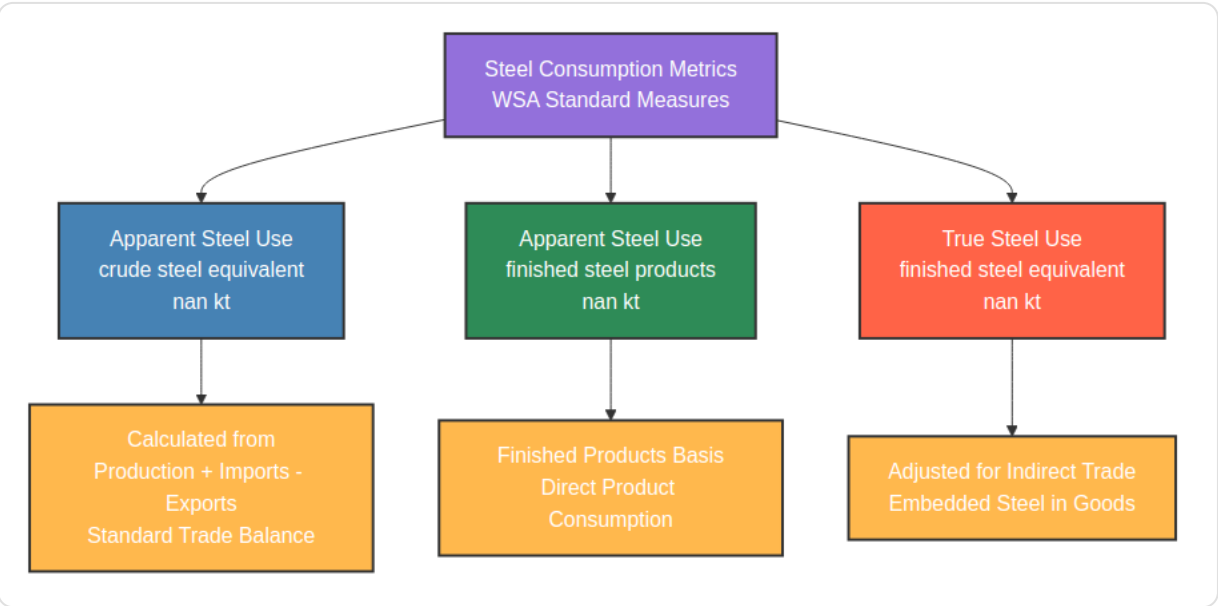 Steel Consumption Metrics
WSA Standard Measures
Apparent Steel Use
crude steel equivalent
nan kt
Apparent Steel Use
finished steel products
nan kt
True Steel Use
finished steel equivalent
nan kt
Calculated from
Production + Imports -
Exports
Standard Trade Balance
Finished Products Basis
Direct Product
Consumption
Adjusted for Indirect Trade
Embedded Steel in Goods